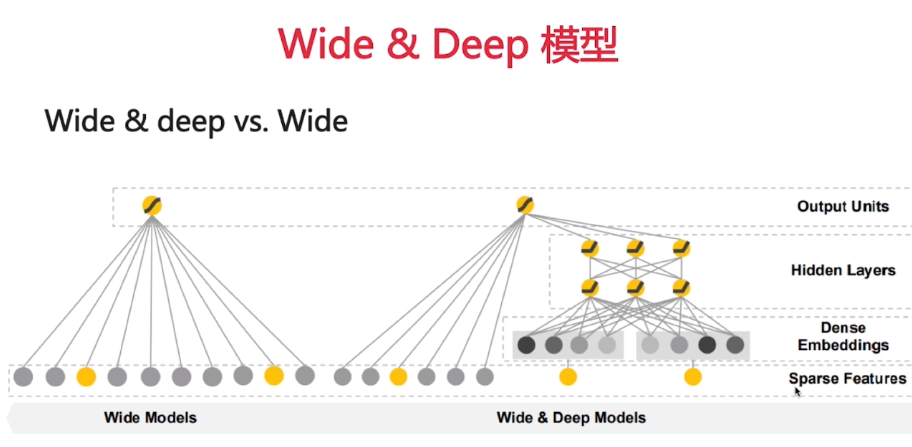 Wide & Deep 模型
Wide & deep vs. Wide
Output Units
Hidden Layers
Dense
Embeddings
Sparse Features
Wide Models
Wide & Deep Models